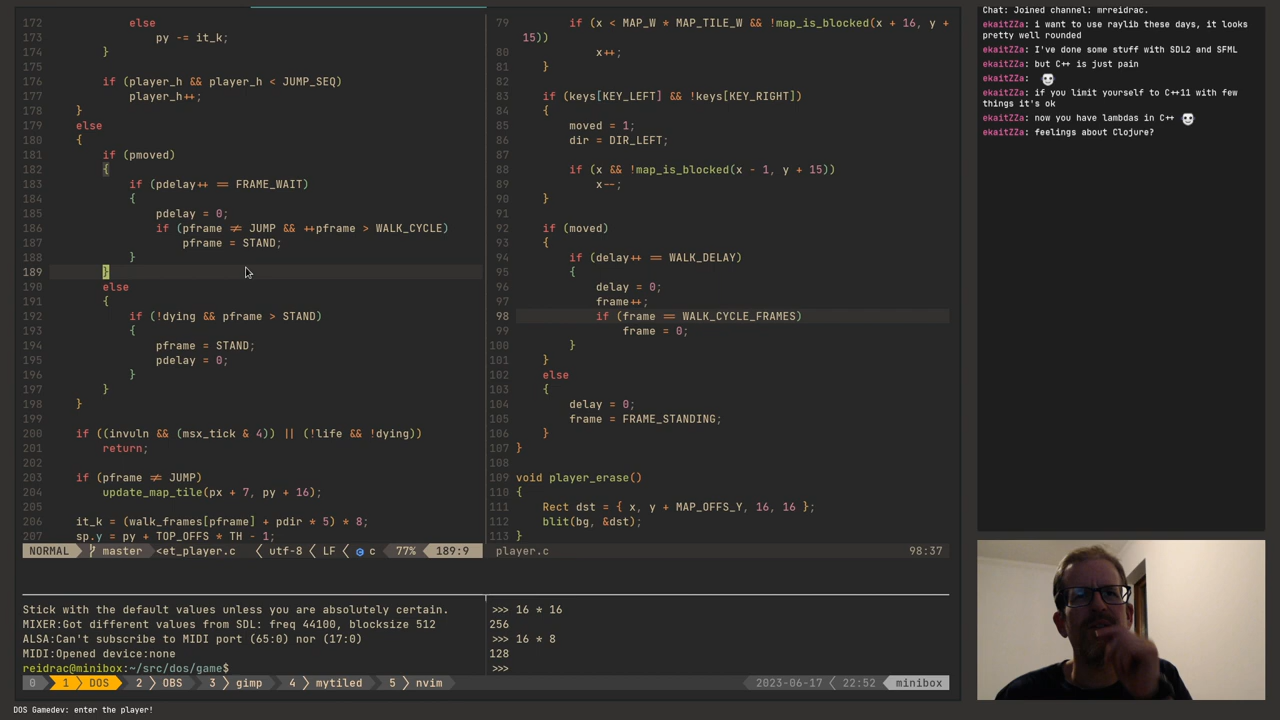 172                 else
173                     py -= it_k;
174             }
175
176             if (player_h && player_h < JUMP_SEQ)
177                 player_h++;
178         }
179         else
180         {
181             if (pmoved)
182             {
183                 if (pdelay++ == FRAME_WAIT)
184                 {
185                     pdelay = 0;
186                     if (pframe ≠ JUMP && ++pframe > WALK_CYCLE)
187                         pframe = STAND;
188                 }
189             }
190             else
191             {
192                 if (!dying && pframe > STAND)
193                 {
194                     pframe = STAND;
195                     pdelay = 0;
196                 }
197             }
198         }
199
200         if ((invuln && (msx_tick & 4)) || (!life && !dying))
201             return;
202
203         if (pframe ≠ JUMP)
204             update_map_tile(px + 7, py + 16);
205
206         it_k = (walk_frames[pframe] + pdir * 5) * 8;
207         sp.y = py + TOP_OFFS * TH - 1;
NORMAL master <et_player.c utf-8 LF c 77% 189:9
79         if (x < MAP_W * MAP_TILE_W && !map_is_blocked(x + 16, y +
15))
80             x++;
81     }
82
83     if (keys[KEY_LEFT] && !keys[KEY_RIGHT])
84     {
85         moved = 1;
86         dir = DIR_LEFT;
87
88         if (x && !map_is_blocked(x - 1, y + 15))
89             x--;
90     }
91
92     if (moved)
93     {
94         if (delay++ == WALK_DELAY)
95         {
96             delay = 0;
97             frame++;
98             if (frame == WALK_CYCLE_FRAMES)
99                 frame = 0;
100         }
101     }
102     else
103     {
104         delay = 0;
105         frame = FRAME_STANDING;
106     }
107 }
108
109 void player_erase()
110 {
111     Rect dst = { x, y + MAP_OFFS_Y, 16, 16 };
112     blit(bg, &dst);
113 }
player.c 98:37
Stick with the default values unless you are absolutely certain.
MIXER:Got different values from SDL: freq 44100, blocksize 512
ALSA:Can't subscribe to MIDI port (65:0) nor (17:0)
MIDI:Opened device:none
reidrac@minibox:~/src/dos/game$
>>> 16 * 16
256
>>> 16 * 8
128
>>>
0 1 DOS 2 OBS 3 gimp 4 mytiled 5 nvim 2023-06-17 22:52 minibox
Chat: Joined channel: mrreidrac.
ekaitZZa: i want to use raylib these days, it looks
pretty well rounded
ekaitZZa: I've done some stuff with SDL2 and SFML
ekaitZZa: but C++ is just pain
ekaitZZa:
ekaitZZa: if you limit yourself to C++11 with few
things it's ok
ekaitZZa: now you have lambdas in C++
ekaitZZa: feelings about Clojure?
DOS Gamedev: enter the player!